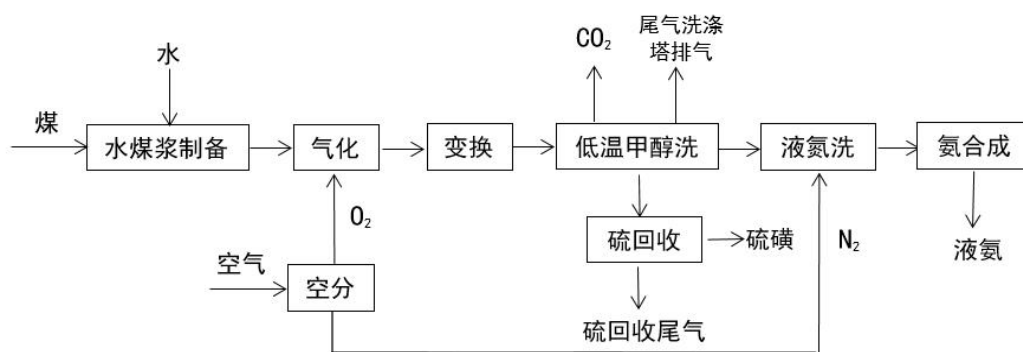 CO₂
尾气洗涤
塔排气
水
煤
水煤浆制备
气化
变换
低温甲醇洗
液氮洗
氨合成
O₂
硫回收
硫磺
N₂
液氨
空气
空分
硫回收尾气